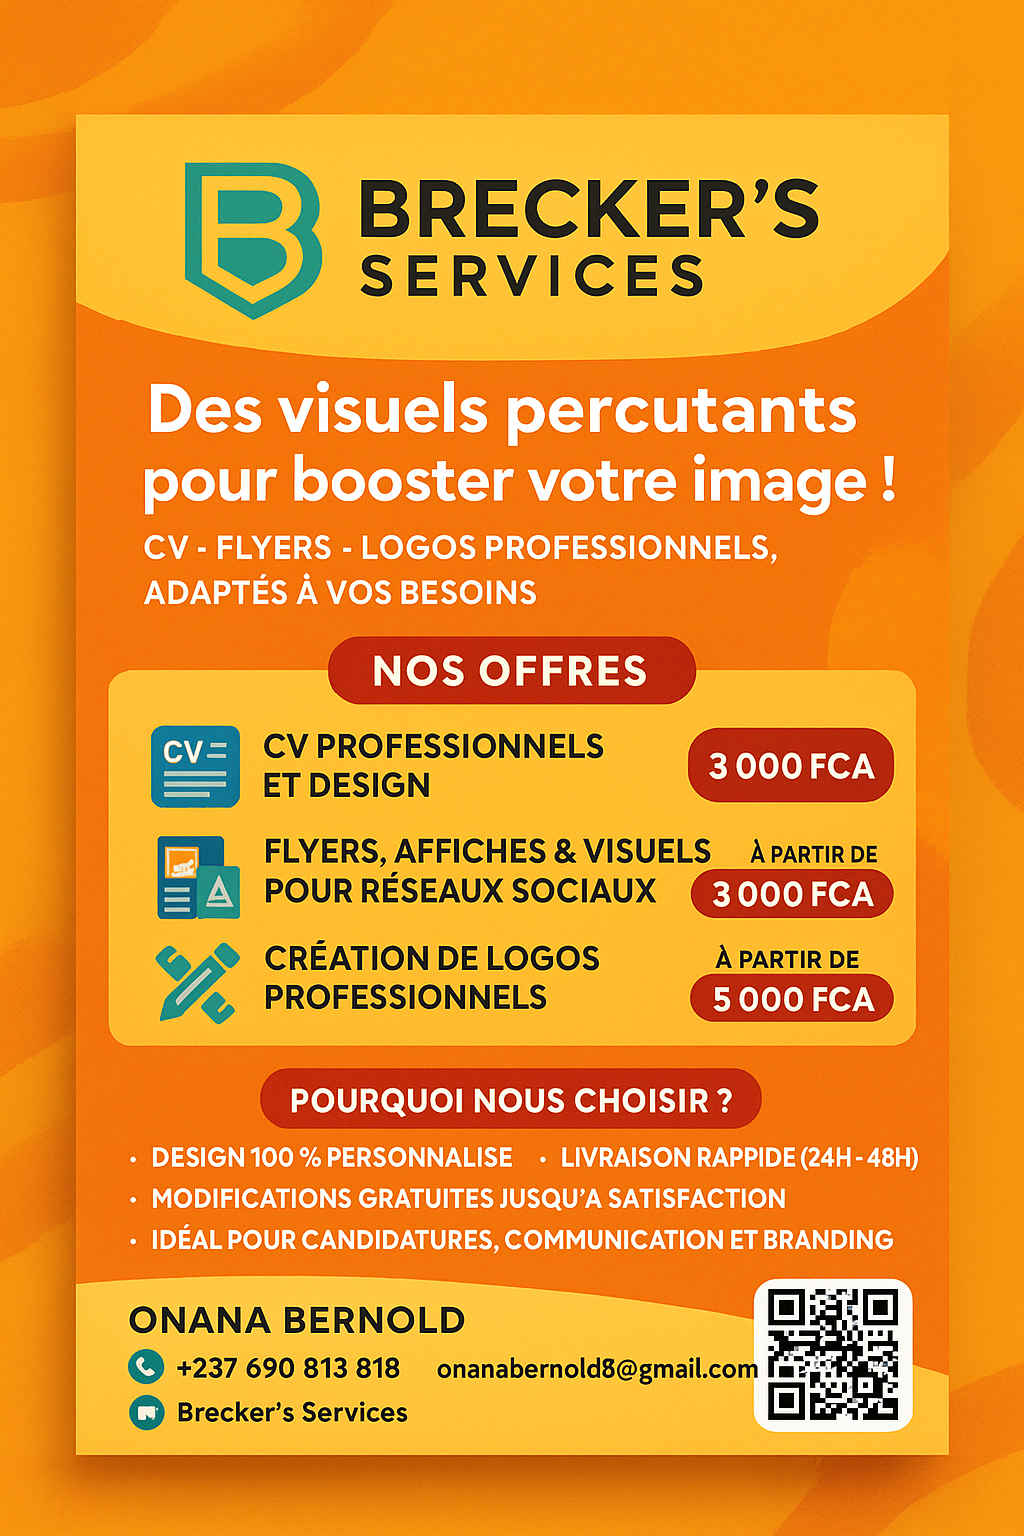 BRECKER'S
SERVICES
Des visuels percutants
pour booster votre image !
CV - FLYERS - LOGOS PROFESSIONNELS,
ADAPTÉS À VOS BESOINS
NOS OFFRES
CV
CV PROFESSIONNELS
ET DESIGN
3 000 FCA
FLYERS, AFFICHES & VISUELS
POUR RÉSEAUX SOCIAUX
À PARTIR DE
3 000 FCA
CRÉATION DE LOGOS
PROFESSIONNELS
À PARTIR DE
5 000 FCA
POURQUOI NOUS CHOISIR ?
• DESIGN 100 % PERSONNALISE • LIVRAISON RAPPIDE (24H - 48H)
• MODIFICATIONS GRATUITES JUSQU'A SATISFACTION
• IDÉAL POUR CANDIDATURES, COMMUNICATION ET BRANDING
ONANA BERNOLD
+237 690 813 818 onanabernold8@gmail.com
Brecker's Services